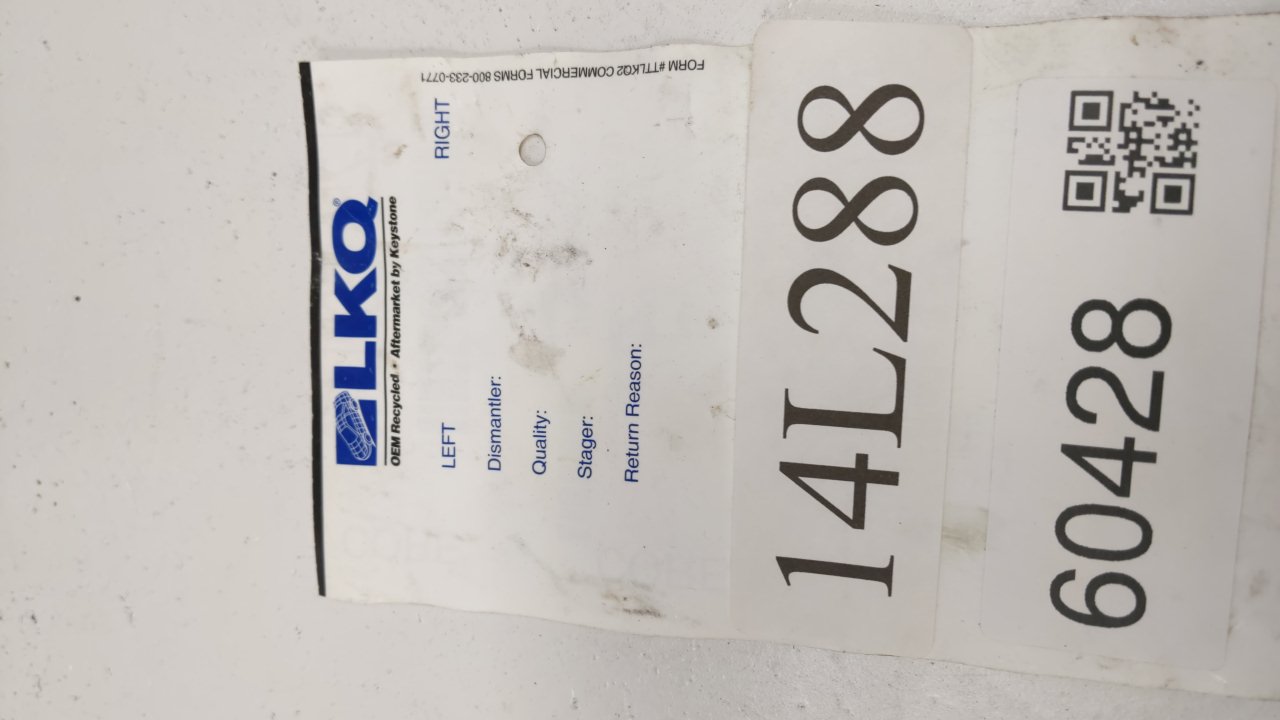 LKQ®
OEM Recycled • Aftermarket by Keystone
LEFT RIGHT
Dismantler:
Quality:
Stager:
Return Reason:
FORM #TTLKQ2 COMMERCIAL FORMS 800-233-0771
14L288
60428